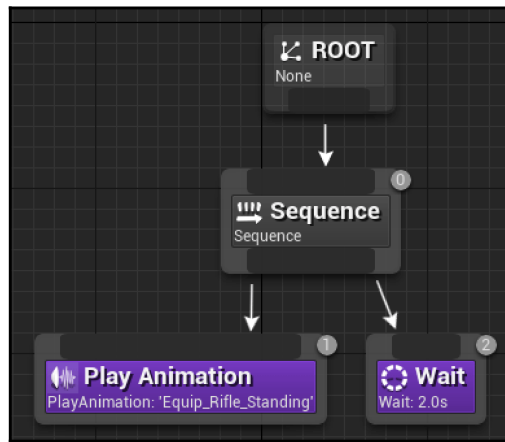 ROOT
None
0
Sequence
Sequence
1
2
Play Animation
PlayAnimation: 'Equip_Rifle_Standing'
Wait
Wait: 2.0s